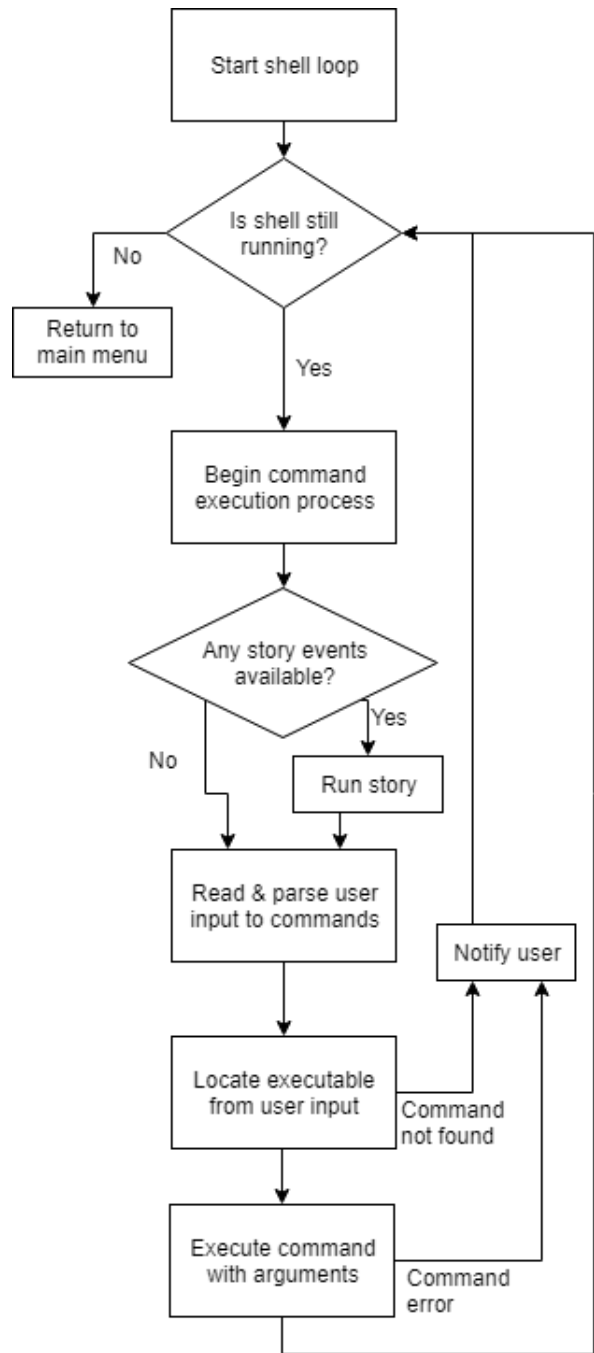 Start shell loop
Is shell still
running?
No
Return to
main menu
Yes
Begin command
execution process
Any story events
available?
Yes
No
Run story
Read & parse user
input to commands
Notify user
Locate executable
from user input
Command
not found
Execute command
with arguments
Command
error